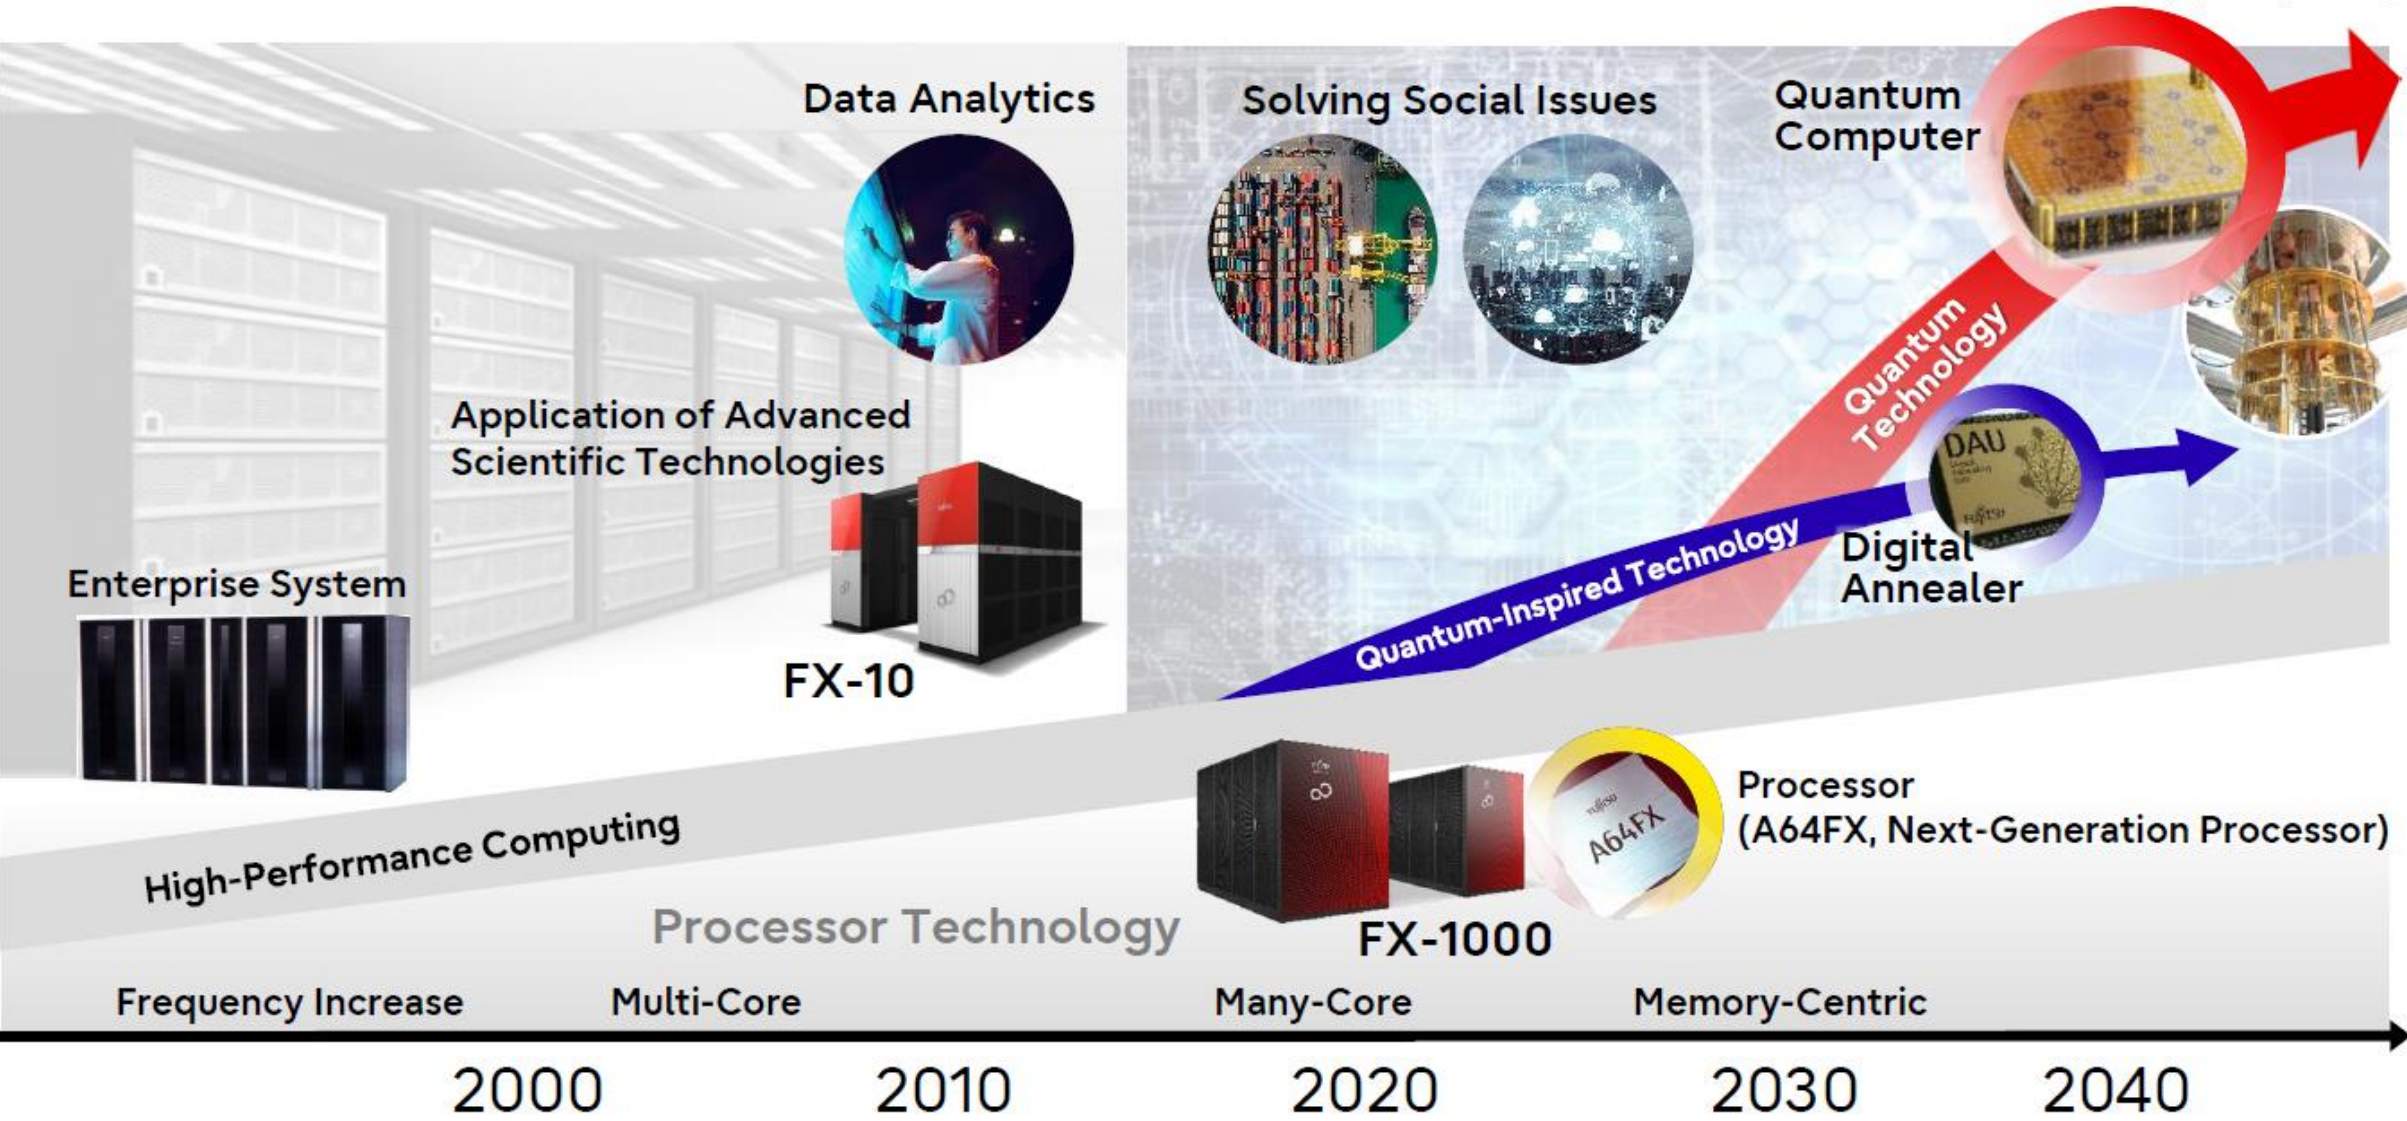 Data Analytics
Solving Social Issues
Quantum
Computer
Quantum
Technology
Application of Advanced
Scientific Technologies
DAU
FUJITSU
Quantum-Inspired Technology
Digital
Annealer
Enterprise System
FX-10
High-Performance Computing
FUJITSU
A64FX
Processor
(A64FX, Next-Generation Processor)
Processor Technology
FX-1000
Frequency Increase
Multi-Core
Many-Core
Memory-Centric
2000
2010
2020
2030
2040